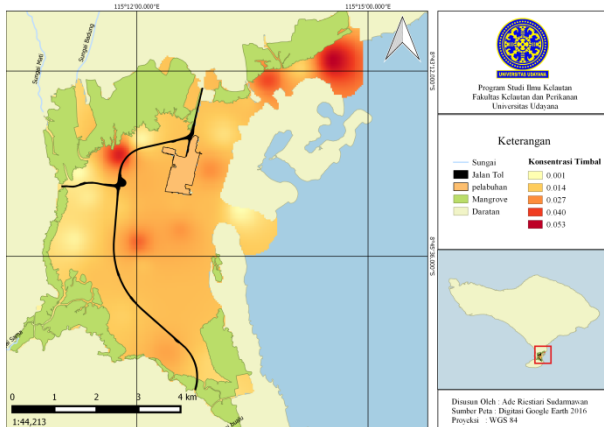 115°12'00.000"E
115°15'00.000"E
Sungai Mati
Sungai Badung
8°43'12.000"S
8°45'36.000"S
0 1 2 3 4 km
1:44,213
UNIVERSITAS UDAYANA
Program Studi Ilmu Kelautan
Fakultas Kelautan dan Perikanan
Universitas Udayana
Keterangan
Sungai
Jalan Tol
pelabuhan
Mangrove
Daratan
Konsentrasi Timbal
0.001
0.014
0.027
0.040
0.053
Disusun Oleh : Ade Riestiari Sudarmawan
Sumber Peta : Digitasi Google Earth 2016
Proyeksi : WGS 84